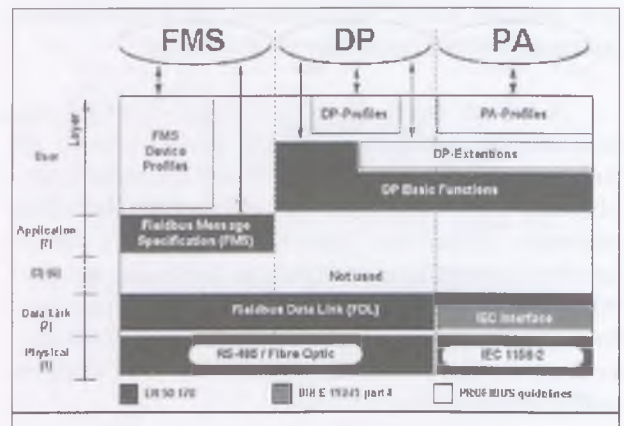 FMS DP PA
FMS
Device
Profiles
DP-Profiles
PA-Profiles
DP-Extentions
DP Basic Functions
User
Layer
Application
(7)
Fieldbus Message
Specification (FMS)
(3)-(6)
Not used
Data Link
(2)
Fieldbus Data Link (FDL)
IEC Interface
Physical
(1)
RS-485 / Fibre Optic
IEC 1158-2
EN 50 170
DIN E 19245 part 4
PROFIBUS guidelines